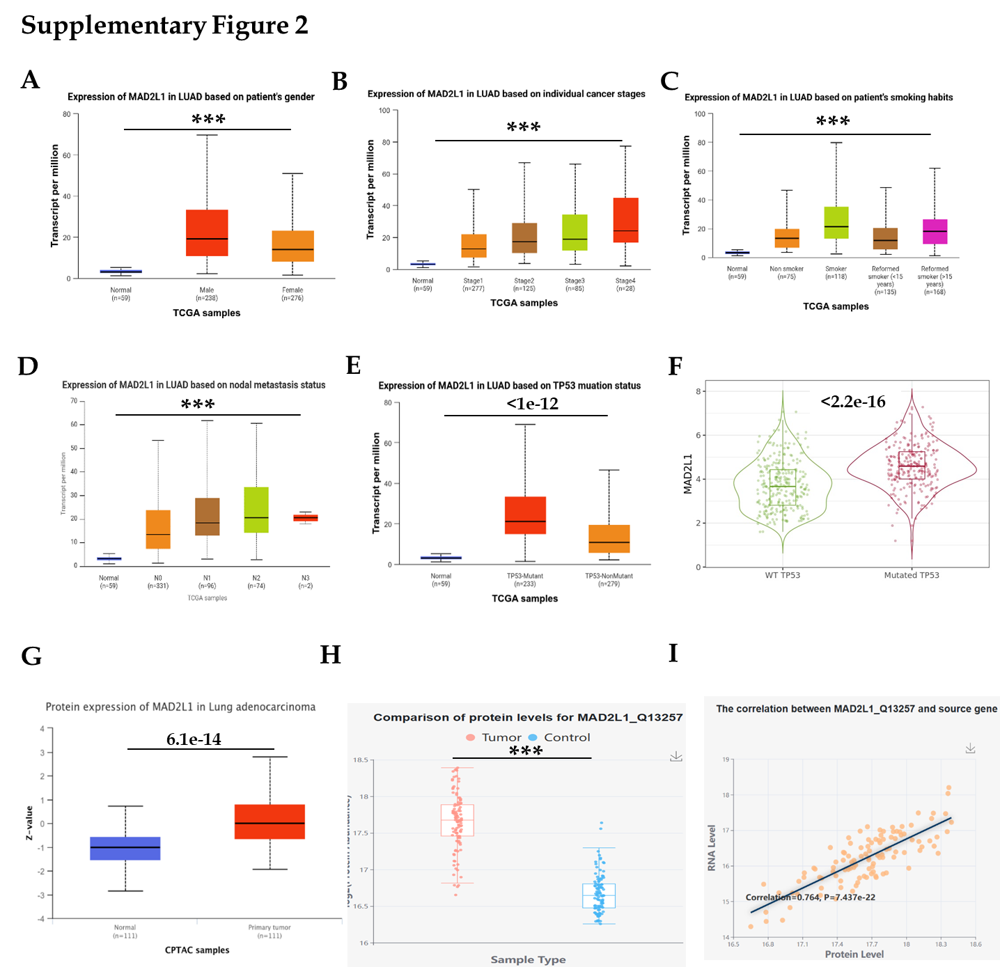 Supplementary Figure 2
A
Expression of MAD2L1 in LUAD based on patient's gender
***
Transcript per million
80
60
40
20
0
Normal
(n=59)
Male
(n=238)
Female
(n=276)
TCGA samples
B
Expression of MAD2L1 in LUAD based on individual cancer stages
***
Transcript per million
100
80
60
40
20
0
Normal
(n=59)
Stage1
(n=277)
Stage2
(n=125)
Stage3
(n=85)
Stage4
(n=28)
TCGA samples
C
Expression of MAD2L1 in LUAD based on patient's smoking habits
***
Transcript per million
100
80
60
40
20
0
Normal
(n=59)
Non smoker
(n=75)
Smoker
(n=118)
Reformed
smoker (<15
years)
(n=135)
Reformed
smoker (>15
years)
(n=168)
TCGA samples
D
Expression of MAD2L1 in LUAD based on nodal metastasis status
***
Transcript per million
70
60
50
40
30
20
10
0
Normal
(n=59)
N0
(n=331)
N1
(n=96)
N2
(n=74)
N3
(n=2)
TCGA samples
E
Expression of MAD2L1 in LUAD based on TP53 muation status
<1e-12
Transcript per million
80
60
40
20
0
Normal
(n=59)
TP53-Mutant
(n=233)
TP53-NonMutant
(n=279)
TCGA samples
F
<2.2e-16
MAD2L1
8
6
4
2
0
WT TP53
Mutated TP53
G
Protein expression of MAD2L1 in Lung adenocarcinoma
6.1e-14
Z-value
4
3
2
1
0
-1
-2
-3
-4
Normal
(n=111)
Primary tumor
(n=111)
CPTAC samples
H
Comparison of protein levels for MAD2L1_Q13257
Tumor
Control
***
18.5
18
17.5
17
16.5
16
Sample Type
I
The correlation between MAD2L1_Q13257 and source gene
RNA Level
19
18
17
16
15
14
Correlation=0.764, P=7.437e-22
16.5
16.8
17.1
17.4
17.7
18
18.3
18.6
Protein Level